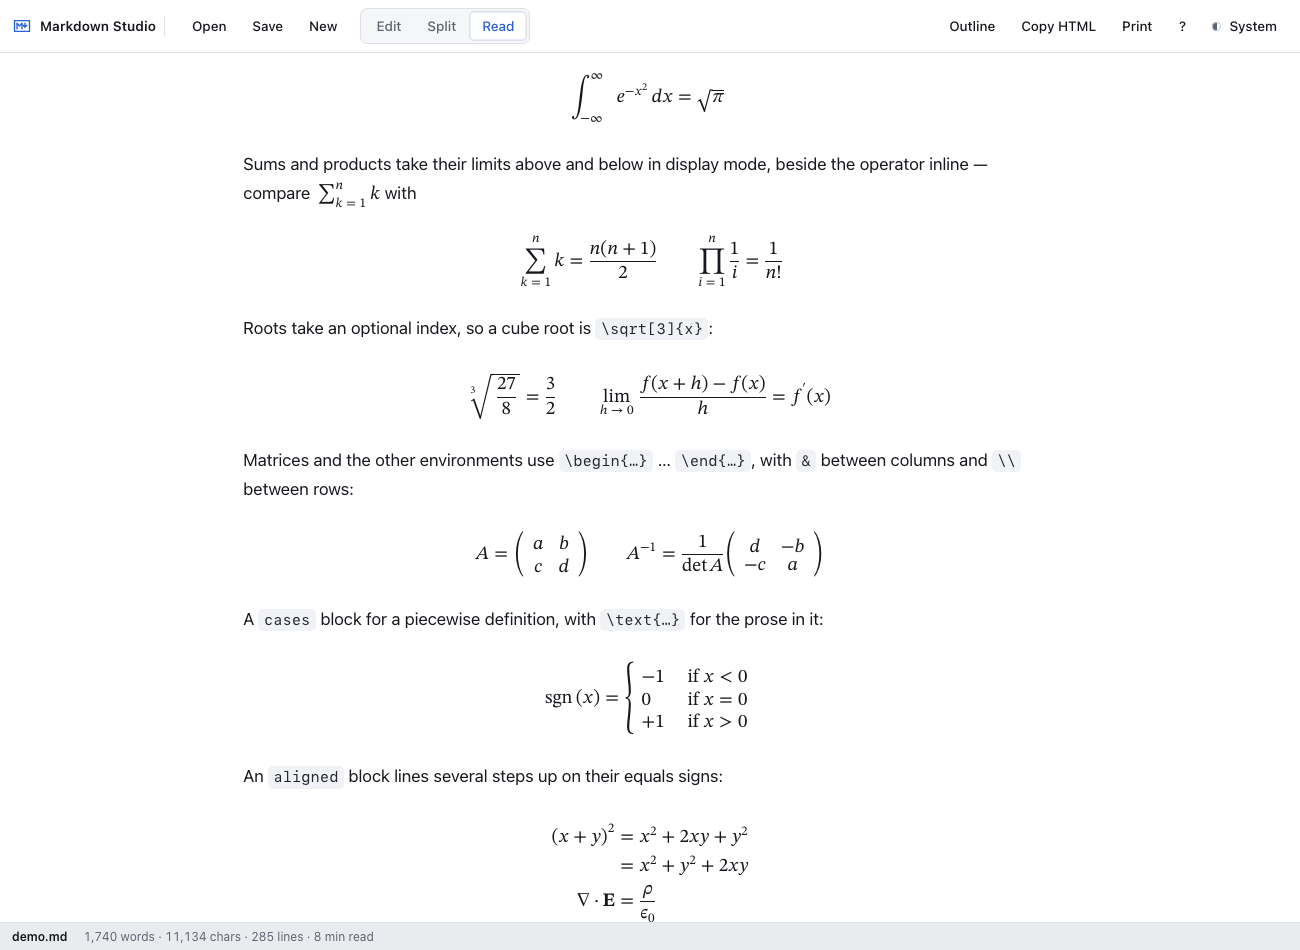 Markdown Studio Open Save New Edit Split Read Outline Copy HTML Print ? System
∫_{−∞}^{∞} e^{−x²} dx = √π
Sums and products take their limits above and below in display mode, beside the operator inline —
compare ∑_{k = 1}^{n} k with
∑_{k = 1}^{n} k = n(n + 1)/2 ∏_{i = 1}^{n} 1/i = 1/n!
Roots take an optional index, so a cube root is \sqrt[3]{x} :
∛(27/8) = 3/2 lim_{h → 0} (f(x + h) − f(x))/h = f′(x)
Matrices and the other environments use \begin{…} … \end{…} , with & between columns and \\
between rows:
A = ( a b
c d ) A^{−1} = 1/(det A) ( d −b
−c a )
A cases block for a piecewise definition, with \text{…} for the prose in it:
sgn (x) = { −1 if x < 0
0 if x = 0
+1 if x > 0
An aligned block lines several steps up on their equals signs:
(x + y)² = x² + 2xy + y²
= x² + y² + 2xy
∇ · E = ρ/ϵ₀
demo.md 1,740 words · 11,134 chars · 285 lines · 8 min read